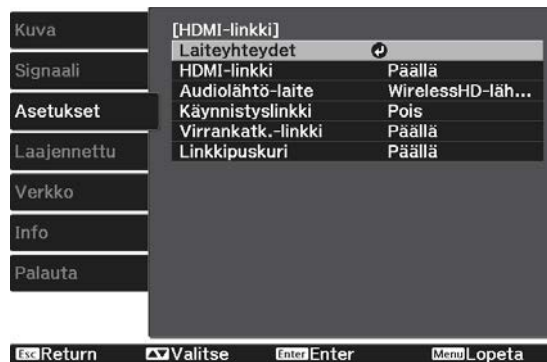 Kuva
Signaali
Asetukset
Laajennettu
Verkko
Info
Palauta
[HDMI-linkki]
Laiteyhteydet
HDMI-linkki Päällä
Audiolähtö-laite WirelessHD-läh...
Käynnistyslinkki Pois
Virrankatk.-linkki Päällä
Linkkipuskuri Päällä
Esc Return Valitse Enter Enter Menu Lopeta